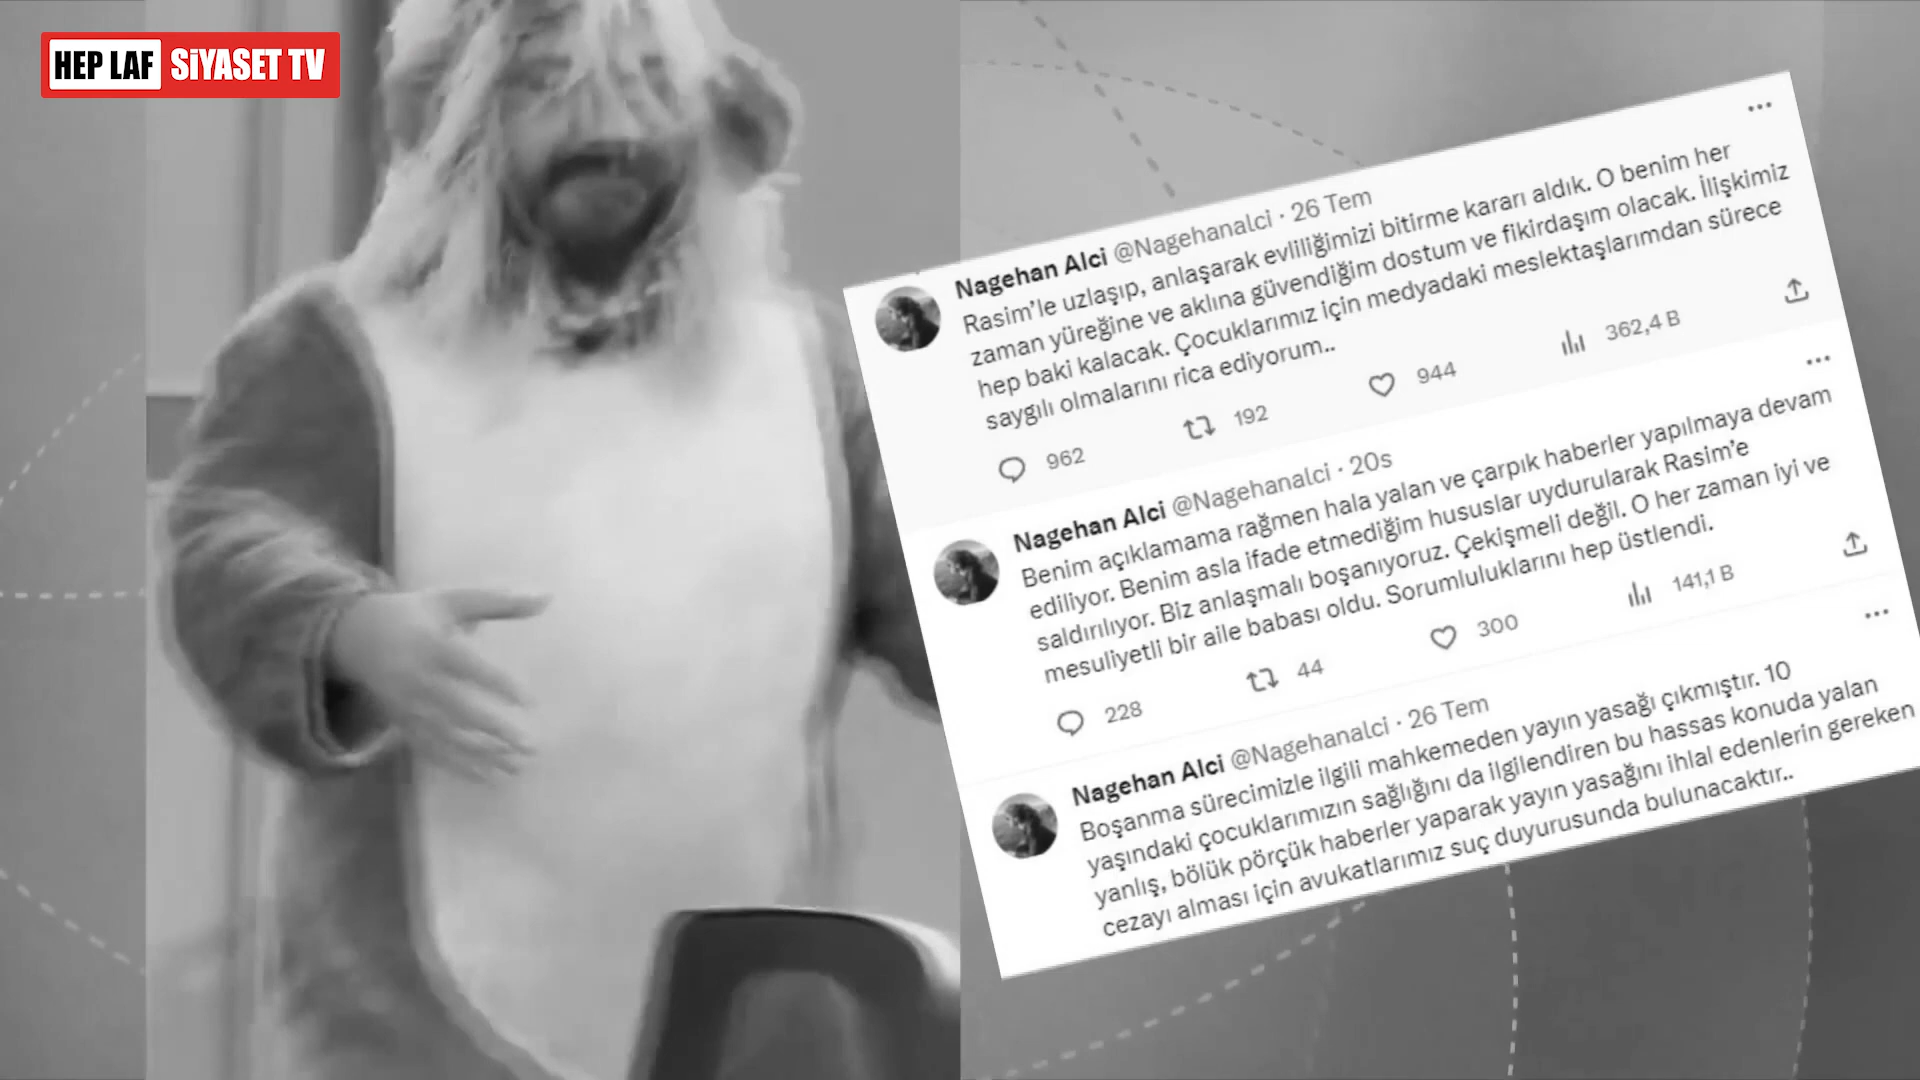 HEP LAF SİYASET TV
Nagehan Alci @Nagehanalci · 26 Tem
Rasim'le uzlaşıp, anlaşarak evliliğimizi bitirme kararı aldık. O benim her
zaman yüreğine ve aklına güvendiğim dostum ve fikirdaşım olacak. İlişkimiz
hep baki kalacak. Çocuklarımız için medyadaki meslektaşlarımdan sürece
saygılı olmalarını rica ediyorum..
962 192 944 362,4 B
Nagehan Alci @Nagehanalci · 20s
Benim açıklamama rağmen hala yalan ve çarpık haberler yapılmaya devam
ediliyor. Benim asla ifade etmediğim hususlar uydurularak Rasim'e
saldırılıyor. Biz anlaşmalı boşanıyoruz. Çekişmeli değil. O her zaman iyi ve
mesuliyetli bir aile babası oldu. Sorumluluklarını hep üstlendi.
228 44 300 141,1 B
Nagehan Alci @Nagehanalci · 26 Tem
Boşanma sürecimizle ilgili mahkemeden yayın yasağı çıkmıştır. 10
yaşındaki çocuklarımızın sağlığını da ilgilendiren bu hassas konuda yalan
yanlış, bölük pörçük haberler yaparak yayın yasağını ihlal edenlerin gereken
cezayı alması için avukatlarımız suç duyurusunda bulunacaktır..